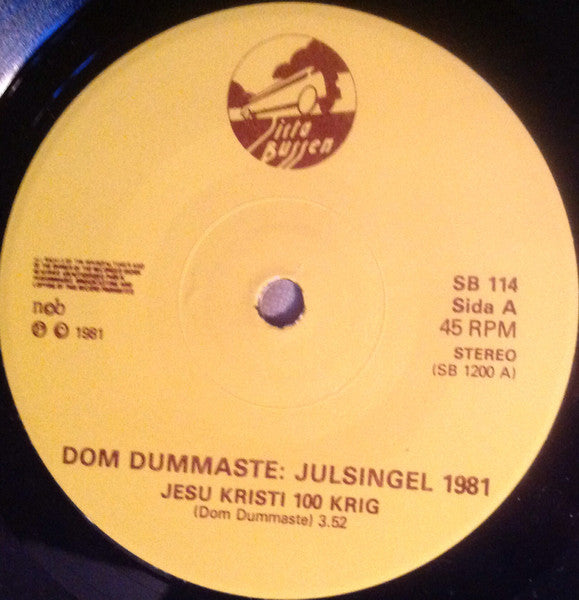 Sista
Bussen
SB 114
Sida A
45 RPM
STEREO
(SB 1200 A)
ncb
Ⓟ © 1981
DOM DUMMASTE: JULSINGEL 1981
JESU KRISTI 100 KRIG
(Dom Dummaste) 3.52